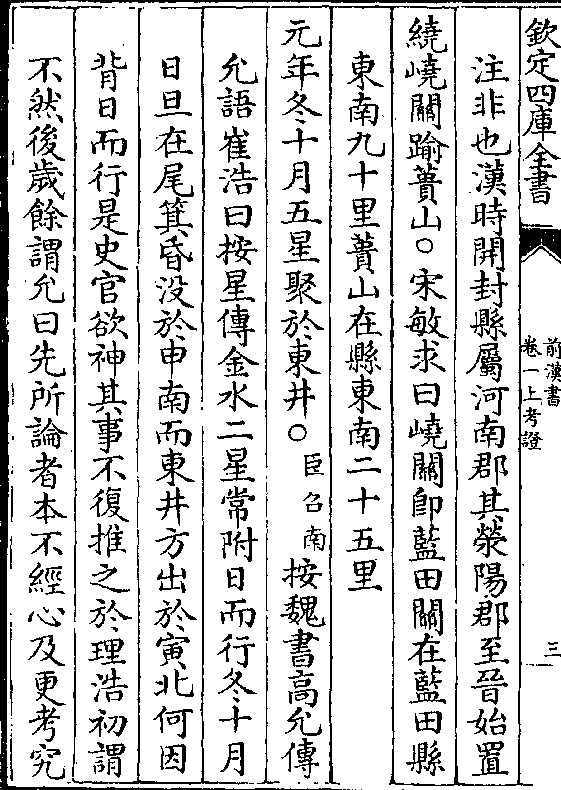 欽定四庫全書
前漢書
卷一上考證
三
注非也漢時開封縣屬河南郡其滎陽郡至晉始置
繞嶢關踰蕢山○宋敏求曰嶢關卽藍田關在藍田縣
東南九十里蕢山在縣東南二十五里
元年冬十月五星聚於東井○臣召南按魏書高允傳
允語崔浩曰按星傳金水二星常附日而行冬十月
日旦在尾箕昏没於申南而東井方出於寅北何因
背日而行是史官欲神其事不復推之於理浩初謂
不然後歲餘謂允曰先所論者本不經心及更考究